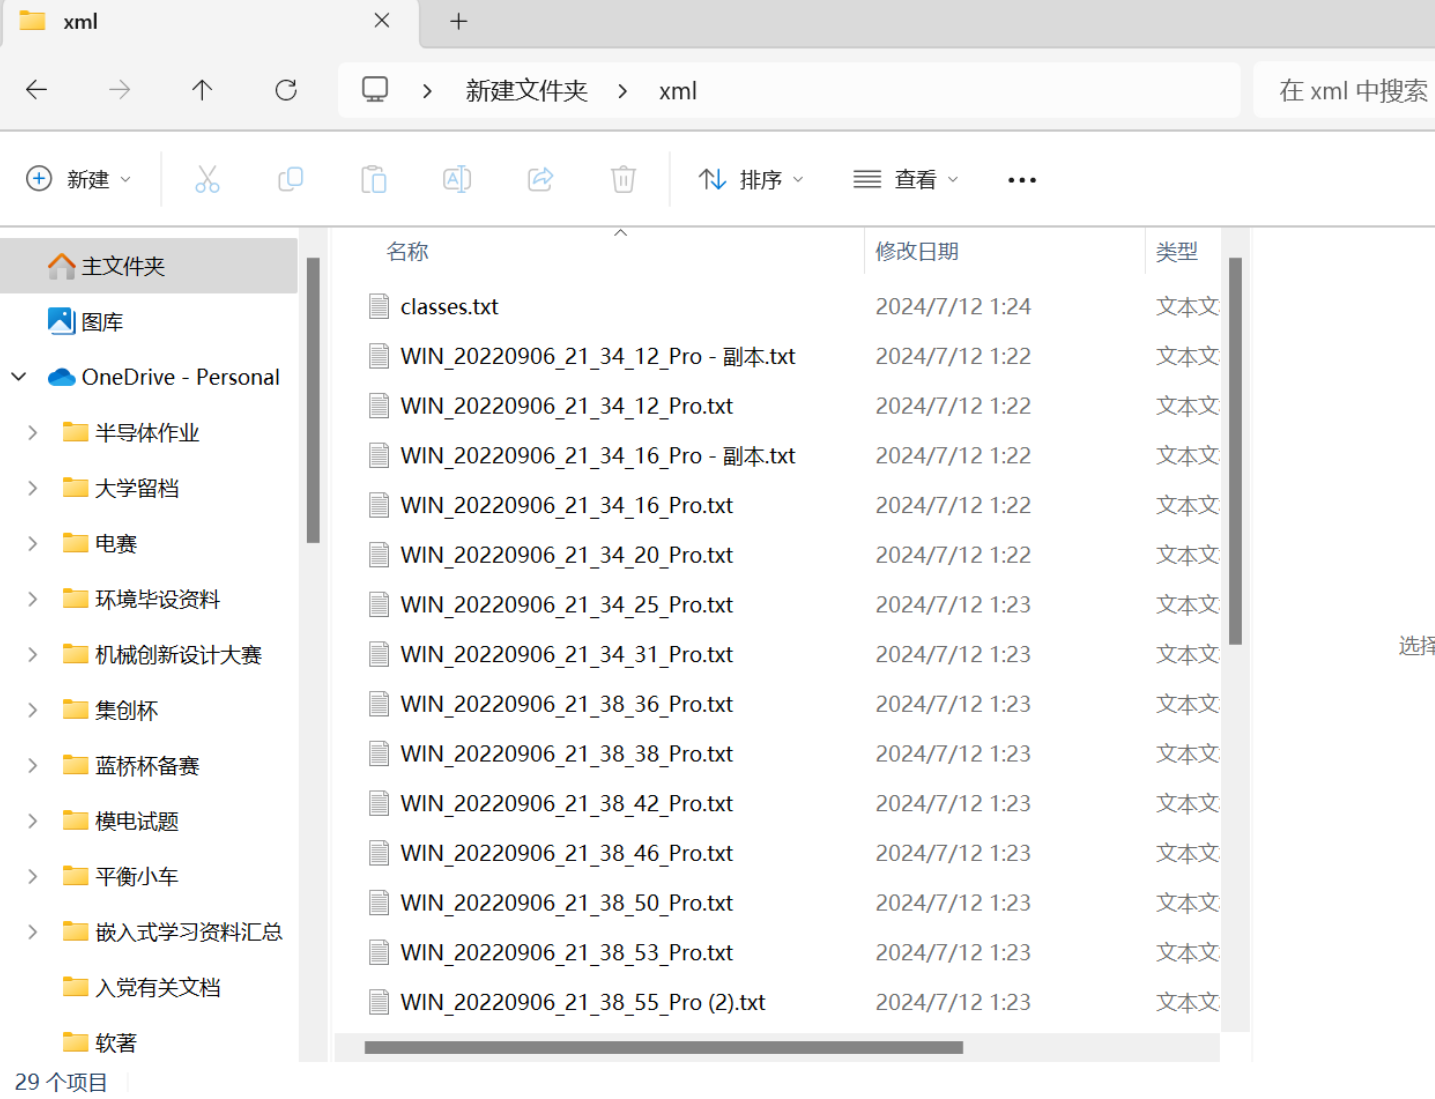 xml
新建文件夹 xml
在 xml 中搜索
新建
排序
查看
主文件夹
图库
OneDrive - Personal
半导体作业
大学留档
电赛
环境毕设资料
机械创新设计大赛
集创杯
蓝桥杯备赛
模电试题
平衡小车
嵌入式学习资料汇总
入党有关文档
软著
名称 修改日期 类型
classes.txt 2024/7/12 1:24 文本文
WIN_20220906_21_34_12_Pro - 副本.txt 2024/7/12 1:22 文本文
WIN_20220906_21_34_12_Pro.txt 2024/7/12 1:22 文本文
WIN_20220906_21_34_16_Pro - 副本.txt 2024/7/12 1:22 文本文
WIN_20220906_21_34_16_Pro.txt 2024/7/12 1:22 文本文
WIN_20220906_21_34_20_Pro.txt 2024/7/12 1:22 文本文
WIN_20220906_21_34_25_Pro.txt 2024/7/12 1:23 文本文
WIN_20220906_21_34_31_Pro.txt 2024/7/12 1:23 文本文
WIN_20220906_21_38_36_Pro.txt 2024/7/12 1:23 文本文
WIN_20220906_21_38_38_Pro.txt 2024/7/12 1:23 文本文
WIN_20220906_21_38_42_Pro.txt 2024/7/12 1:23 文本文
WIN_20220906_21_38_46_Pro.txt 2024/7/12 1:23 文本文
WIN_20220906_21_38_50_Pro.txt 2024/7/12 1:23 文本文
WIN_20220906_21_38_53_Pro.txt 2024/7/12 1:23 文本文
WIN_20220906_21_38_55_Pro (2).txt 2024/7/12 1:23 文本文
选择
29 个项目